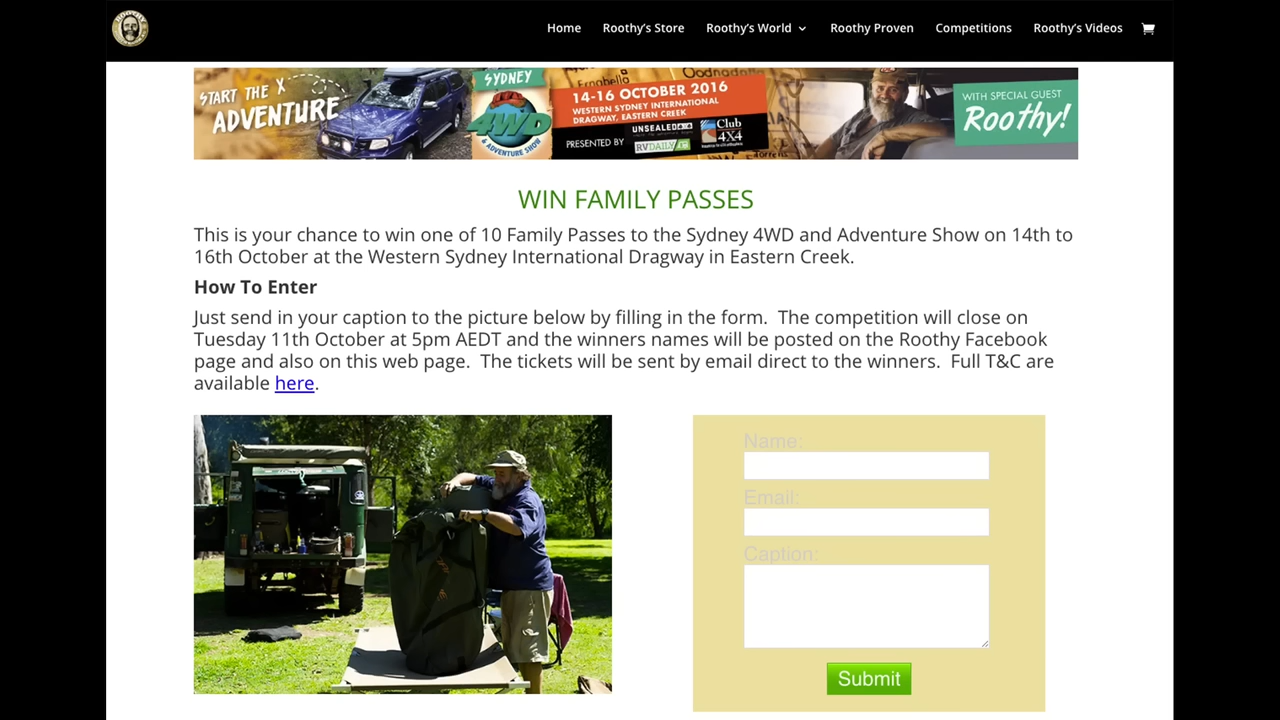 ROOTHY
Home
Roothy's Store
Roothy's World
Roothy Proven
Competitions
Roothy's Videos
START THE
ADVENTURE
SYDNEY
4WD
& ADVENTURE SHOW
Ernabella
Oodnadatta
14-16 OCTOBER 2016
WESTERN SYDNEY INTERNATIONAL
DRAGWAY, EASTERN CREEK
PRESENTED BY
UNSEALED 4X4
RVDAILY
Club
4X4
WITH SPECIAL GUEST
Roothy!
WIN FAMILY PASSES
This is your chance to win one of 10 Family Passes to the Sydney 4WD and Adventure Show on 14th to
16th October at the Western Sydney International Dragway in Eastern Creek.
How To Enter
Just send in your caption to the picture below by filling in the form.  The competition will close on
Tuesday 11th October at 5pm AEDT and the winners names will be posted on the Roothy Facebook
page and also on this web page.  The tickets will be sent by email direct to the winners.  Full T&C are
available here.
Name:
Email:
Caption:
Submit